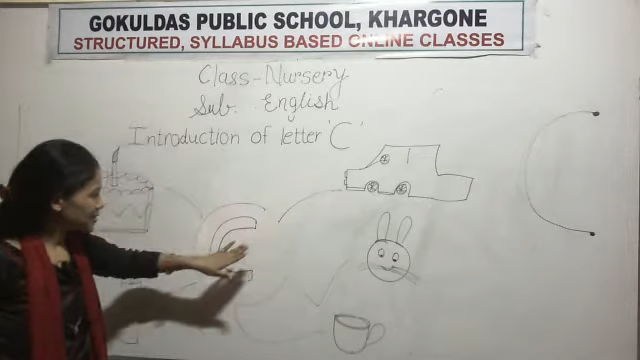 GOKULDAS PUBLIC SCHOOL, KHARGONE
STRUCTURED, SYLLABUS BASED ONLINE CLASSES
Class-Nursery
Sub. English
Introduction of letter 'C'
C